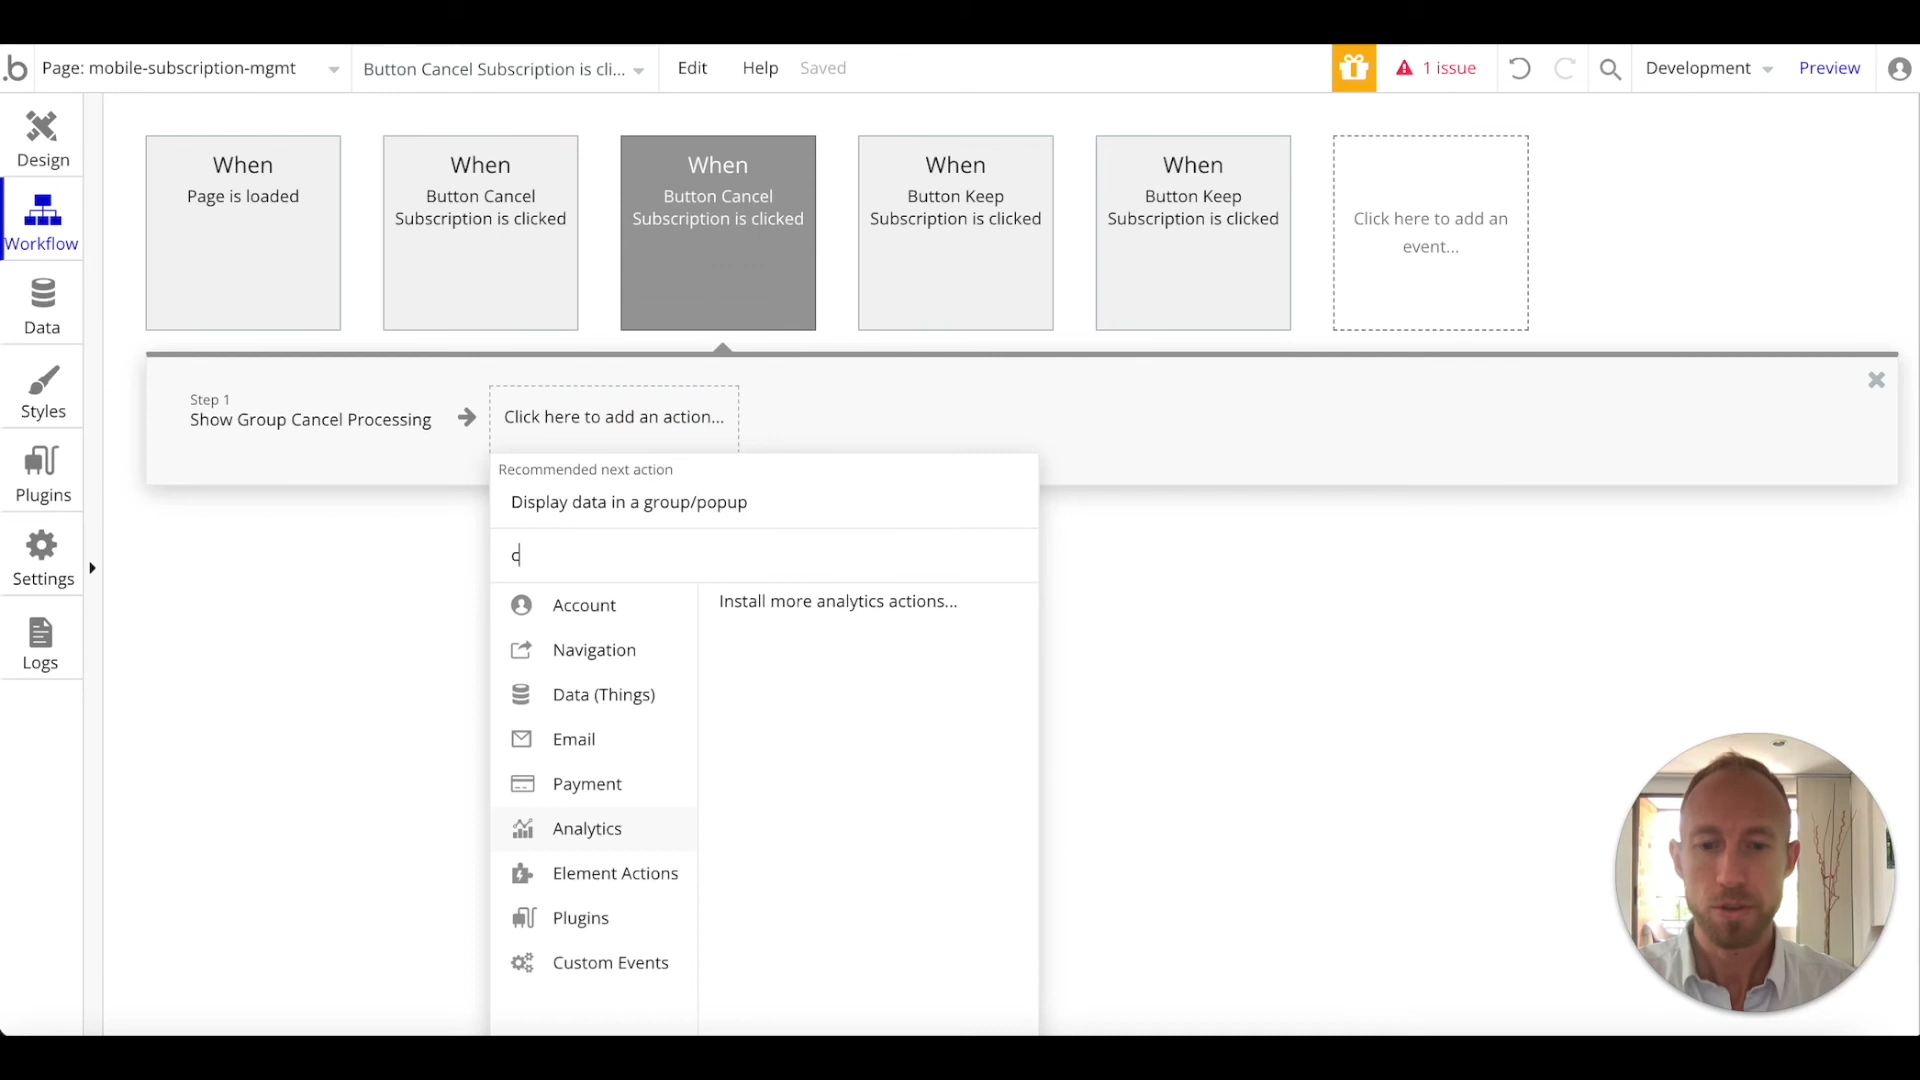 .b
Page: mobile-subscription-mgmt
Button Cancel Subscription is cli...
Edit
Help
Saved
1 issue
Development
Preview
Design
Workflow
Data
Styles
Plugins
Settings
Logs
When
Page is loaded
When
Button Cancel
Subscription is clicked
When
Button Cancel
Subscription is clicked
When
Button Keep
Subscription is clicked
When
Button Keep
Subscription is clicked
Click here to add an
event...
Step 1
Show Group Cancel Processing
Click here to add an action...
Recommended next action
Display data in a group/popup
c
Account
Navigation
Data (Things)
Email
Payment
Analytics
Element Actions
Plugins
Custom Events
Install more analytics actions...